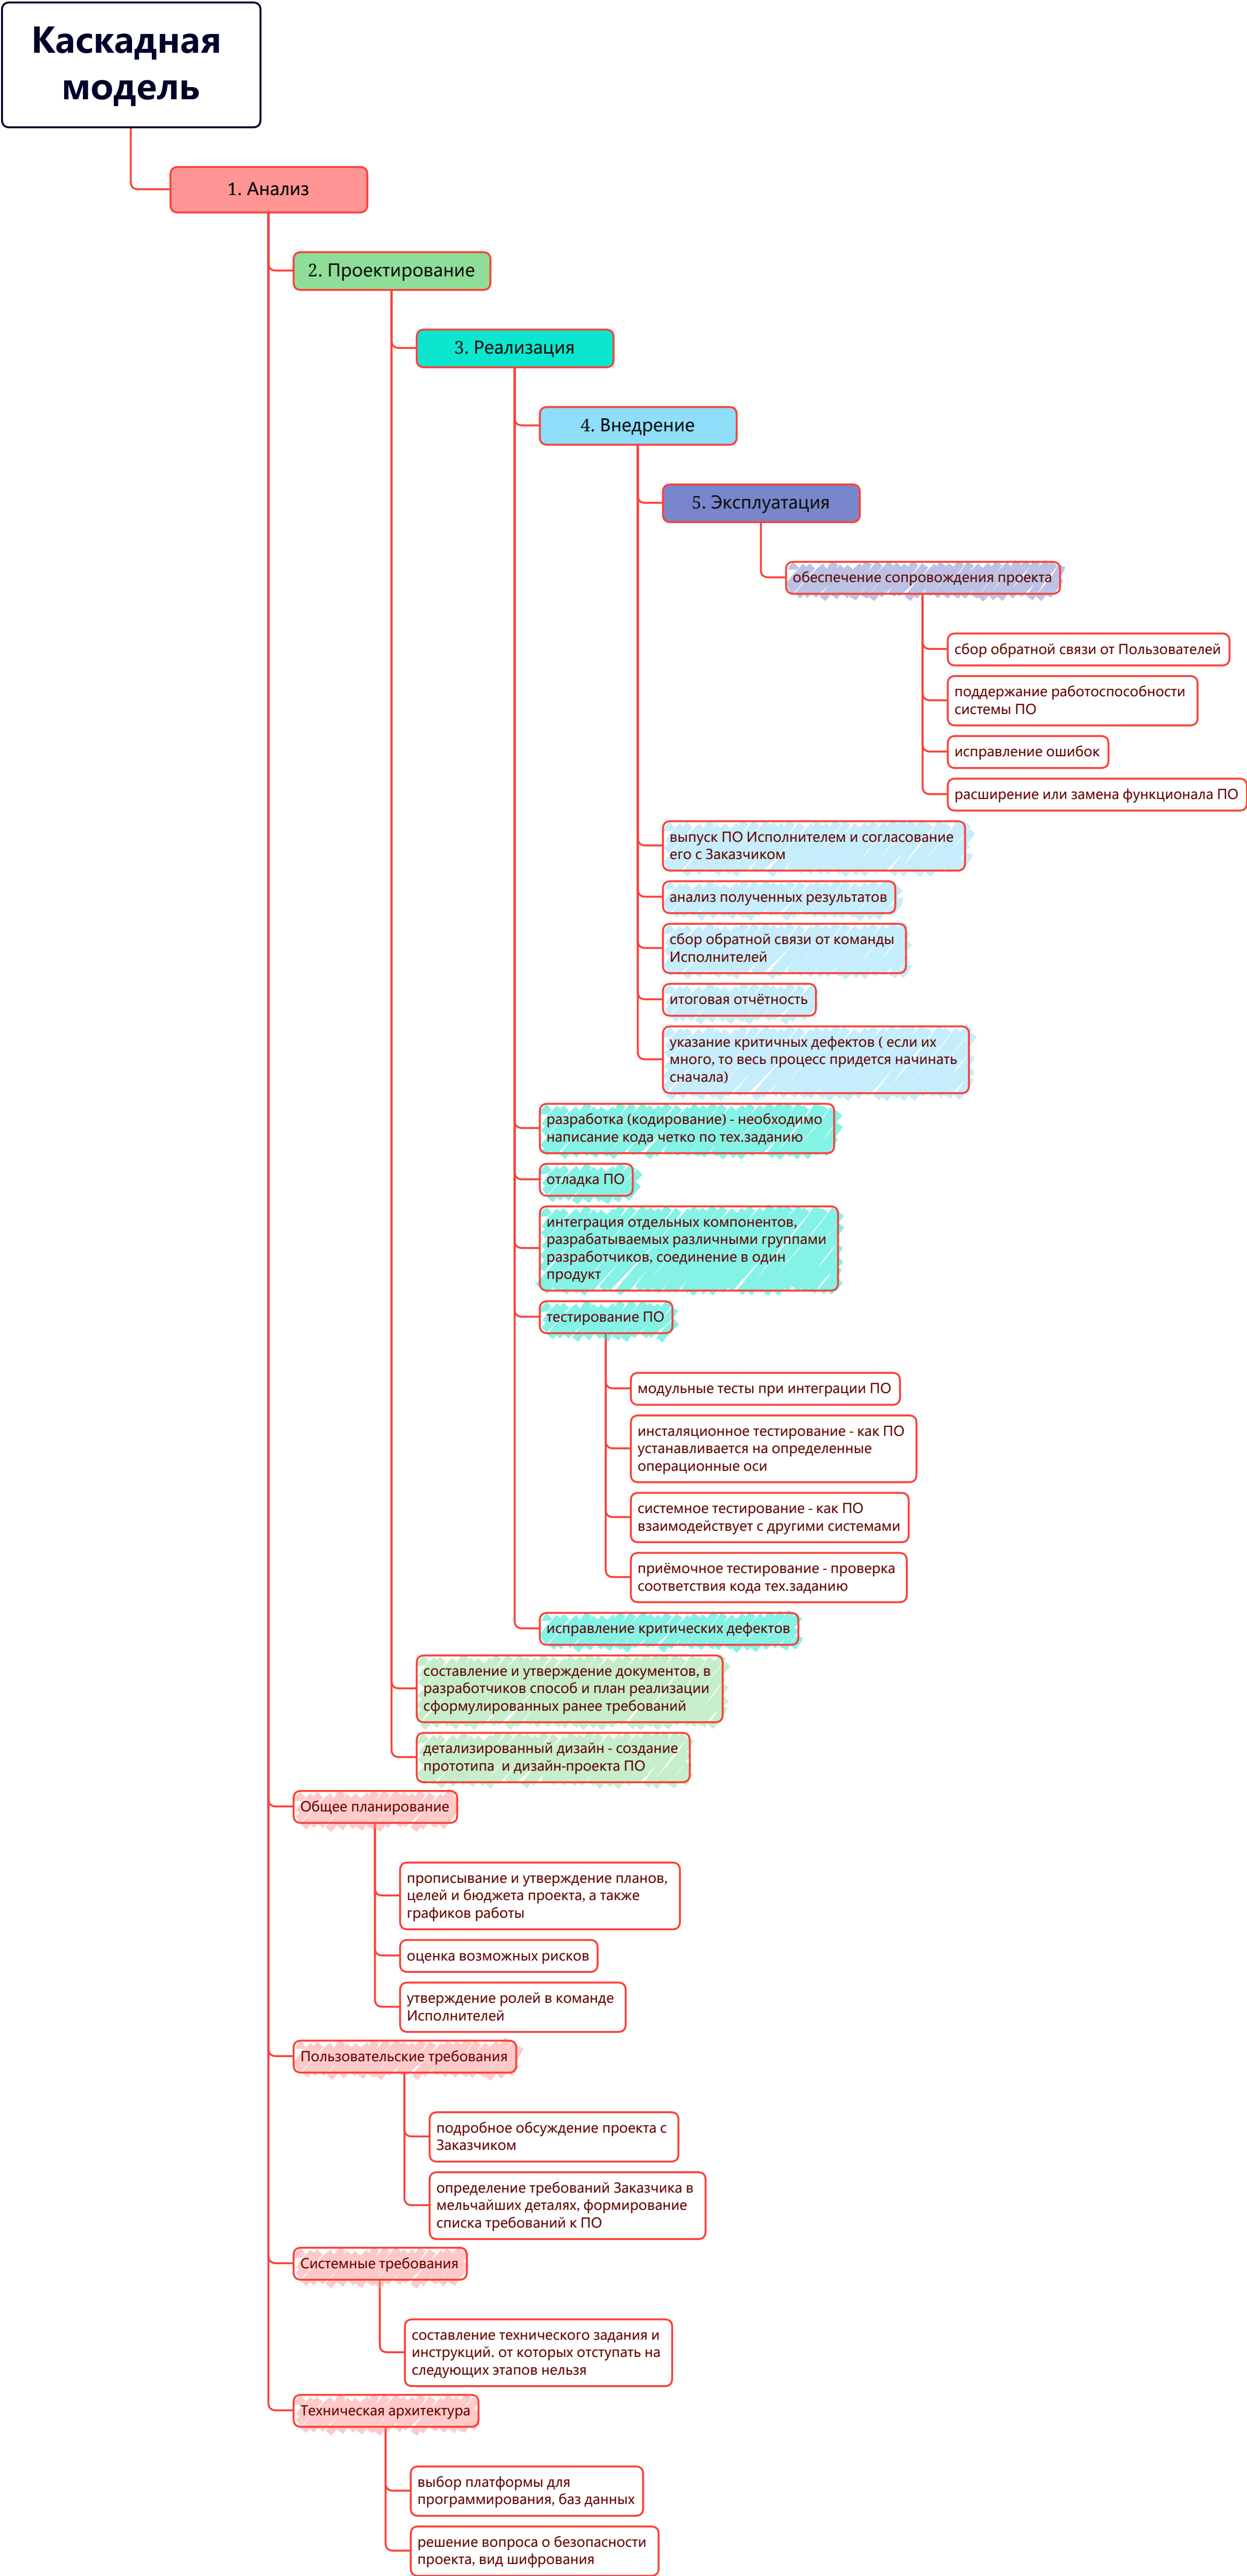 Каскадная
модель
1. Анализ
2. Проектирование
3. Реализация
4. Внедрение
5. Эксплуатация
обеспечение сопровождения проекта
сбор обратной связи от Пользователей
поддержание работоспособности
системы ПО
исправление ошибок
расширение или замена функционала ПО
выпуск ПО Исполнителем и согласование
его с Заказчиком
анализ полученных результатов
сбор обратной связи от команды
Исполнителей
итоговая отчётность
указание критичных дефектов ( если их
много, то весь процесс придется начинать
сначала)
разработка (кодирование) - необходимо
написание кода четко по тех.заданию
отладка ПО
интеграция отдельных компонентов,
разрабатываемых различными группами
разработчиков, соединение в один
продукт
тестирование ПО
модульные тесты при интеграции ПО
инсталяционное тестирование - как ПО
устанавливается на определенные
операционные оси
системное тестирование - как ПО
взаимодействует с другими системами
приёмочное тестирование - проверка
соответствия кода тех.заданию
исправление критических дефектов
составление и утверждение документов, в
разработчиков способ и план реализации
сформулированных ранее требований
детализированный дизайн - создание
прототипа  и дизайн-проекта ПО
Общее планирование
прописывание и утверждение планов,
целей и бюджета проекта, а также
графиков работы
оценка возможных рисков
утверждение ролей в команде
Исполнителей
Пользовательские требования
подробное обсуждение проекта с
Заказчиком
определение требований Заказчика в
мельчайших деталях, формирование
списка требований к ПО
Системные требования
составление технического задания и
инструкций. от которых отступать на
следующих этапов нельзя
Техническая архитектура
выбор платформы для
программирования, баз данных
решение вопроса о безопасности
проекта, вид шифрования